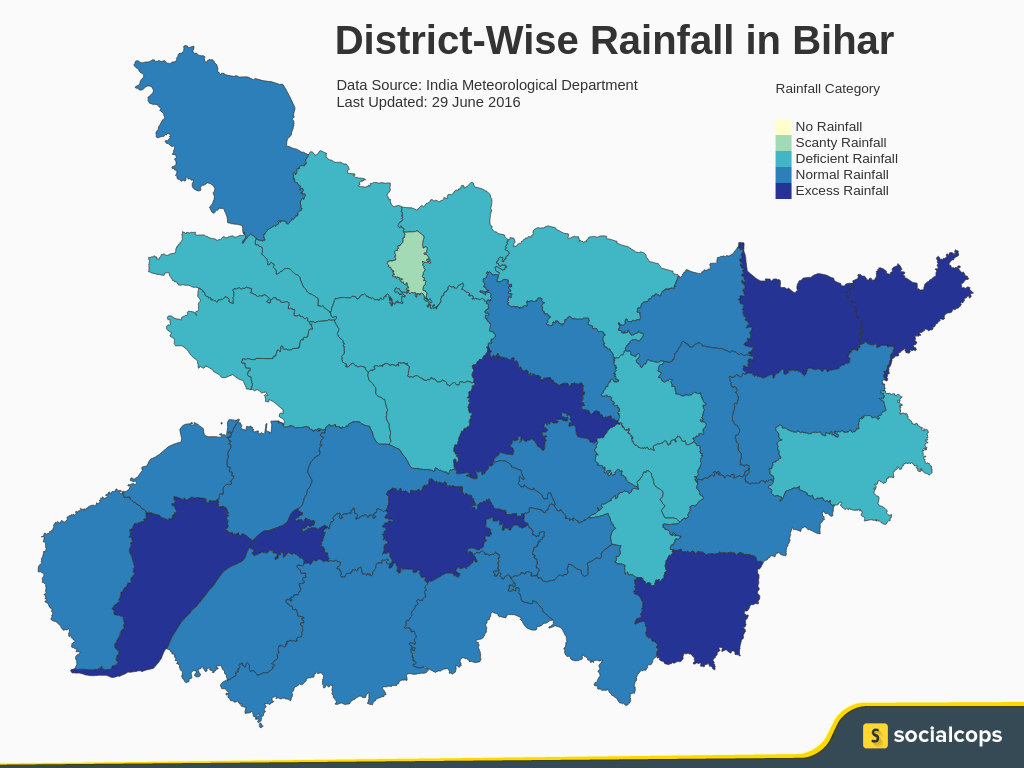 District-Wise Rainfall in Bihar
Data Source: India Meteorological Department
Last Updated: 29 June 2016
Rainfall Category
No Rainfall
Scanty Rainfall
Deficient Rainfall
Normal Rainfall
Excess Rainfall
S socialcops